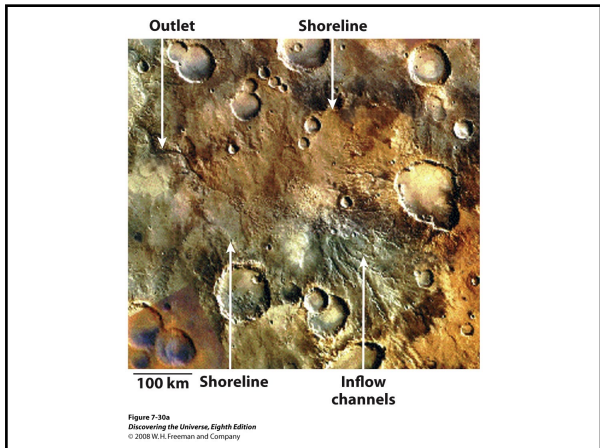 Outlet
Shoreline
100 km
Shoreline
Inflow
channels
Figure 7-30a
Discovering the Universe, Eighth Edition
© 2008 W. H. Freeman and Company